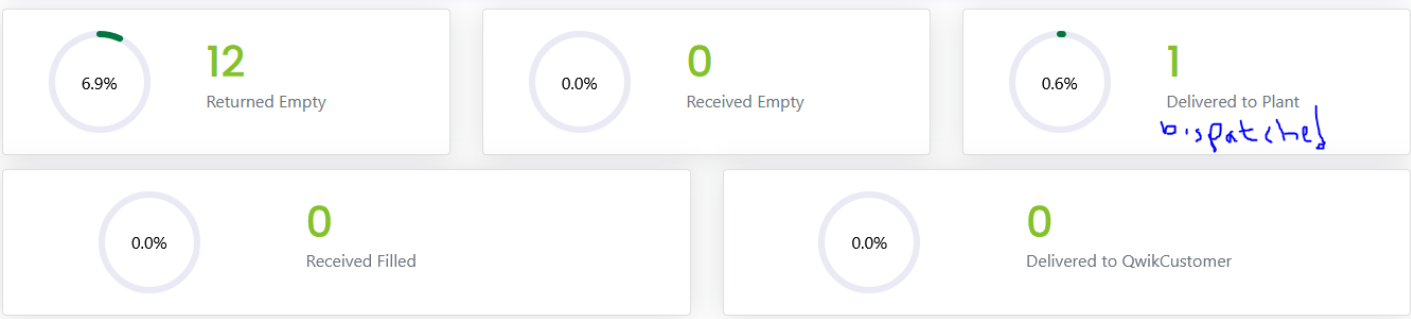 12
6.9%
Returned Empty
0
0.0%
Received Empty
1
0.6%
Delivered to Plant
Dispatched
0
0.0%
Received Filled
0
0.0%
Delivered to QwikCustomer